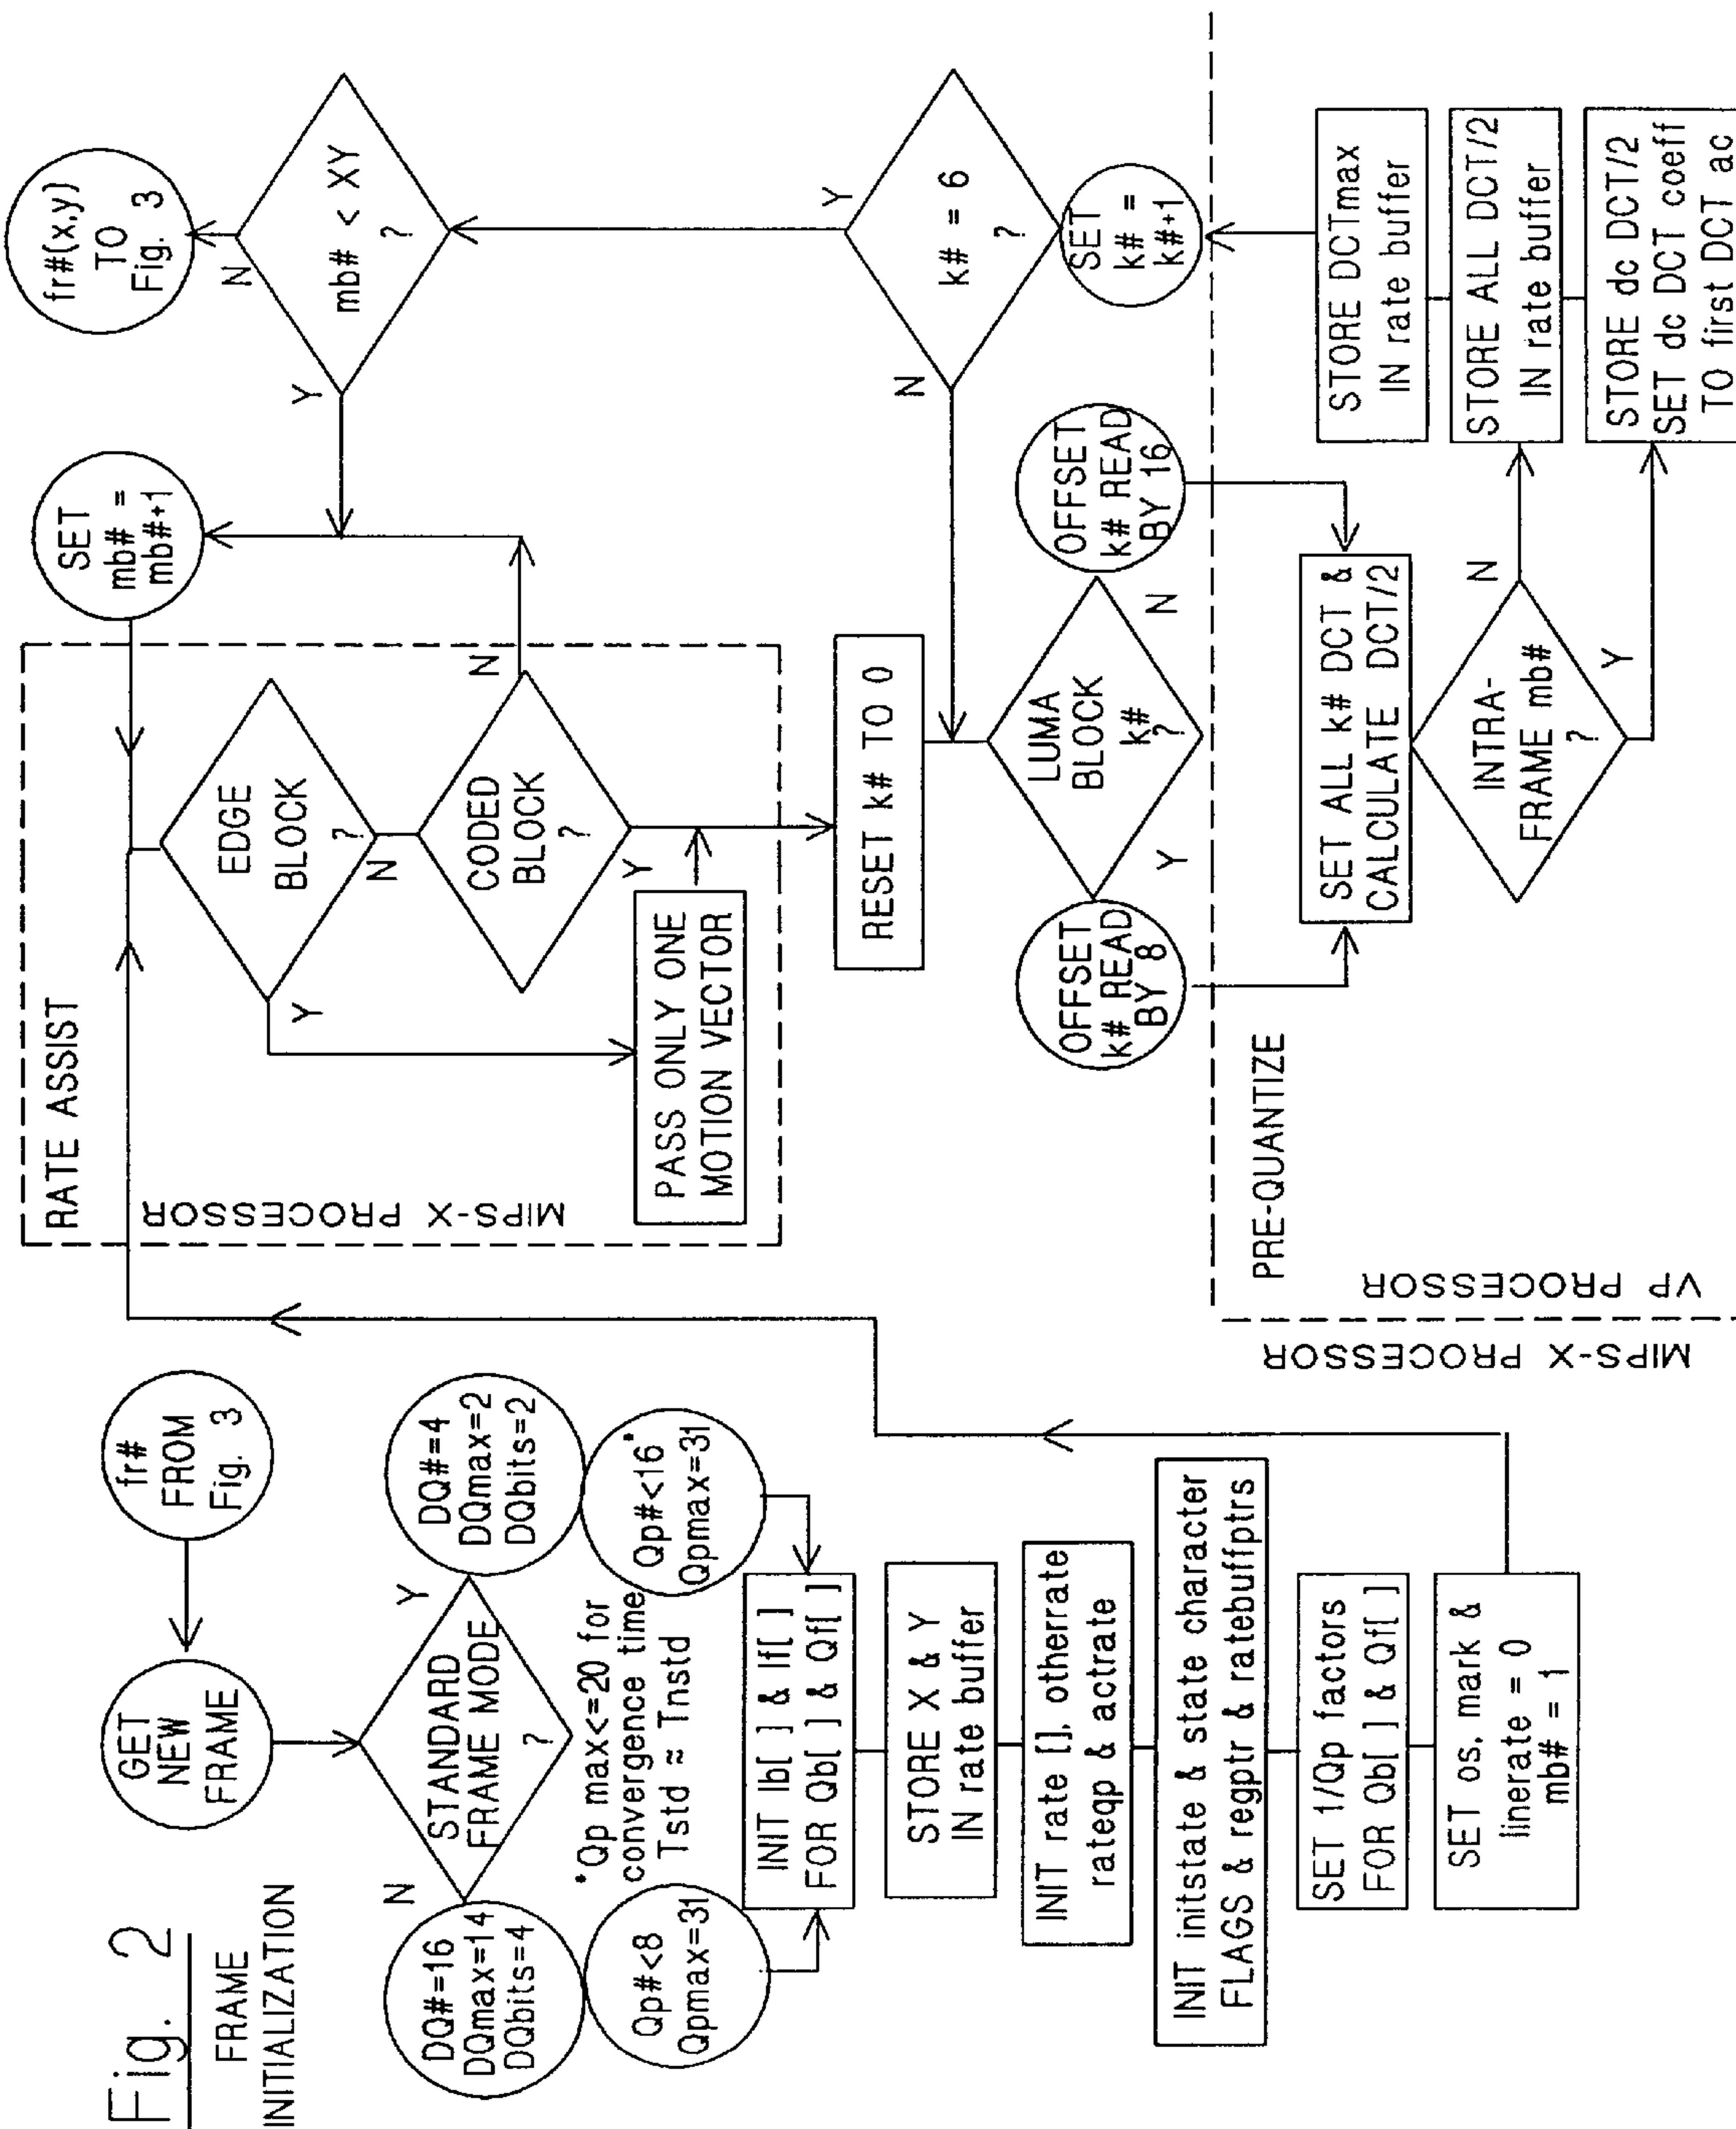 Fig. 2
FRAME
INITIALIZATION
fr#
FROM
Fig. 3
GET
NEW
FRAME
STANDARD
FRAME MODE
?
N
Y
DQ#=16
DQmax=14
DQbits=4
DQ#=4
DQmax=2
DQbits=2
Qp#<8
Qpmax=31
Qp#<16*
Qpmax=31
*Qp max<=20 for
convergence time
Tstd ≈ Tnstd
INIT Ib[ ] & If[ ]
FOR Qb[ ] & Qf[ ]
STORE X & Y
IN rate buffer
INIT rate [], otherrate
rateqp & actrate
INIT initstate & state character
FLAGS & regptr & ratebuffptrs
SET 1/Qp factors
FOR Qb[ ] & Qf[ ]
SET os, mark &
linerate = 0
mb# = 1
RATE ASSIST
MIPS-X PROCESSOR
EDGE
BLOCK
?
Y
N
CODED
BLOCK
?
N
Y
PASS ONLY ONE
MOTION VECTOR
SET
mb# =
mb#+1
fr#(x,y)
TO
Fig. 3
mb# < XY
?
Y
N
RESET k# TO 0
LUMA
BLOCK
k#
?
Y
N
OFFSET
k# READ
BY 8
OFFSET
k# READ
BY 16
k# = 6
?
N
Y
SET
k# =
k#+1
MIPS-X PROCESSOR
VP PROCESSOR
PRE-QUANTIZE
SET ALL k# DCT &
CALCULATE DCT/2
INTRA-
FRAME mb#
?
N
Y
STORE DCTmax
IN rate buffer
STORE ALL DCT/2
IN rate buffer
STORE dc DCT/2
SET dc DCT coeff
TO first DCT ac